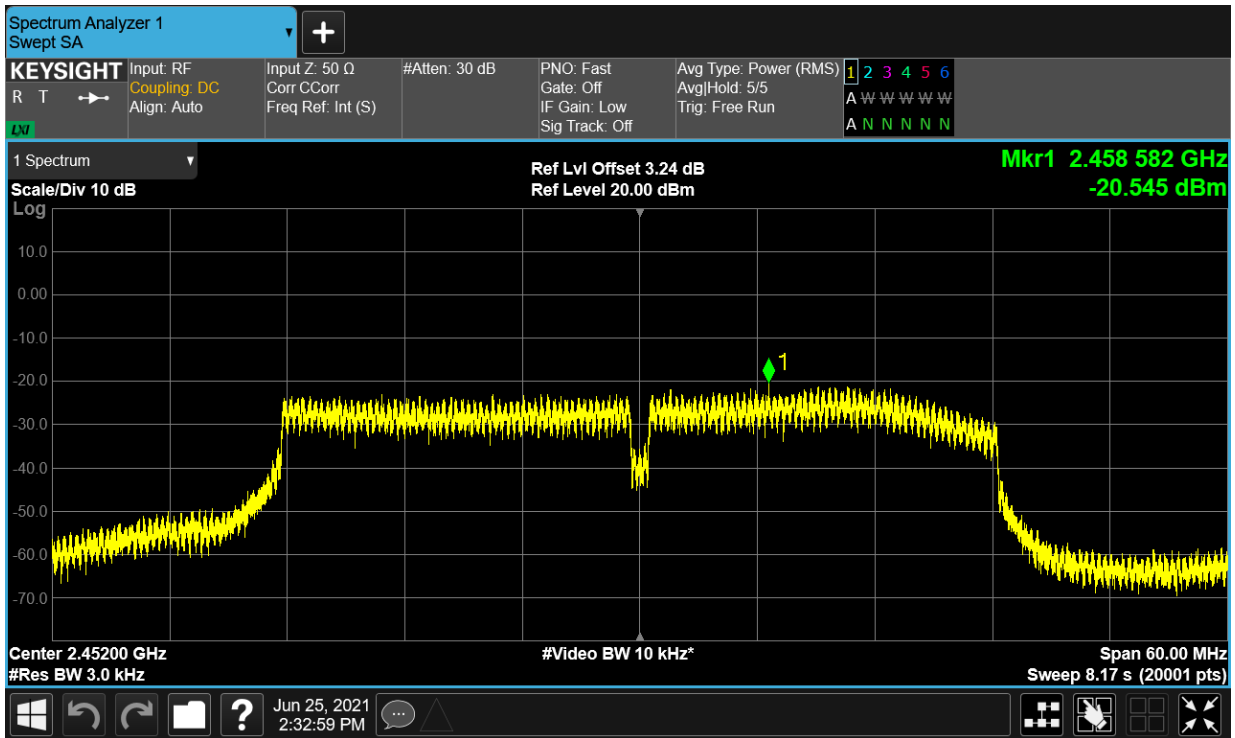 Spectrum Analyzer 1
Swept SA
KEYSIGHT
R T
LXI
Input: RF
Coupling: DC
Align: Auto
Input Z: 50 Ω
Corr CCorr
Freq Ref: Int (S)
#Atten: 30 dB
PNO: Fast
Gate: Off
IF Gain: Low
Sig Track: Off
Avg Type: Power (RMS)
Avg|Hold: 5/5
Trig: Free Run
1 2 3 4 5 6
A W W W W W
A N N N N N
1 Spectrum
Scale/Div 10 dB
Log
Ref Lvl Offset 3.24 dB
Ref Level 20.00 dBm
Mkr1 2.458 582 GHz
-20.545 dBm
10.0
0.00
-10.0
1
-20.0
-30.0
-40.0
-50.0
-60.0
-70.0
Center 2.45200 GHz
#Res BW 3.0 kHz
#Video BW 10 kHz*
Span 60.00 MHz
Sweep 8.17 s (20001 pts)
?
Jun 25, 2021
2:32:59 PM